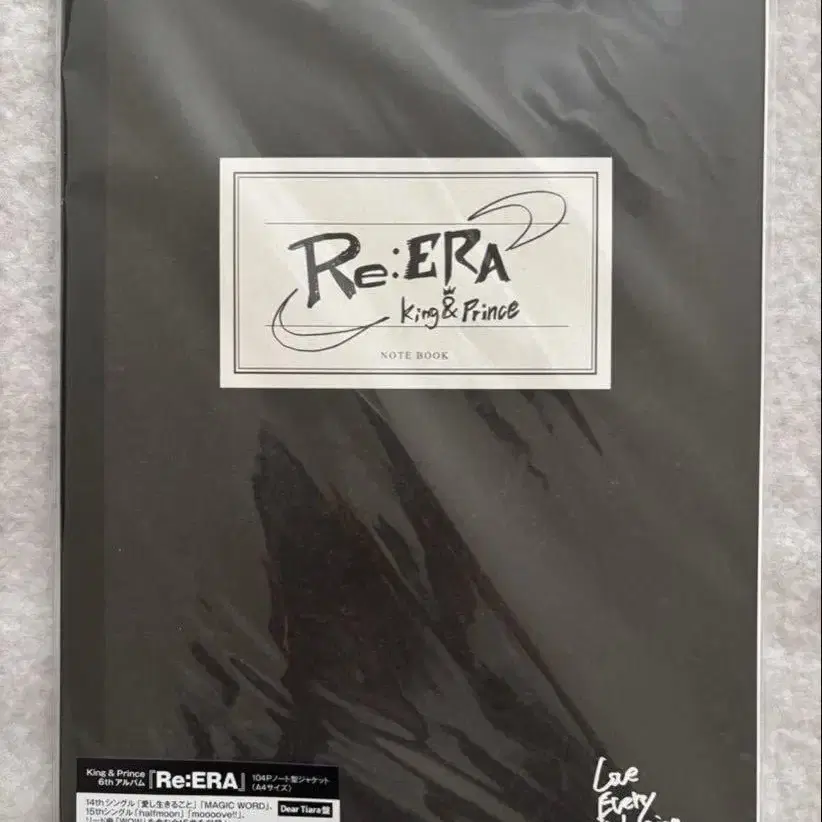 Re:ERA
King & Prince
NOTE BOOK
King & Prince
6th アルバム『Re:ERA』 104Pノート型ジャケット
(A4サイズ)
14thシングル「愛し生きること」「MAGIC WORD」、
15thシングル「halfmoon」「moooove!!」、
Dear Tiara盤
Love
Every